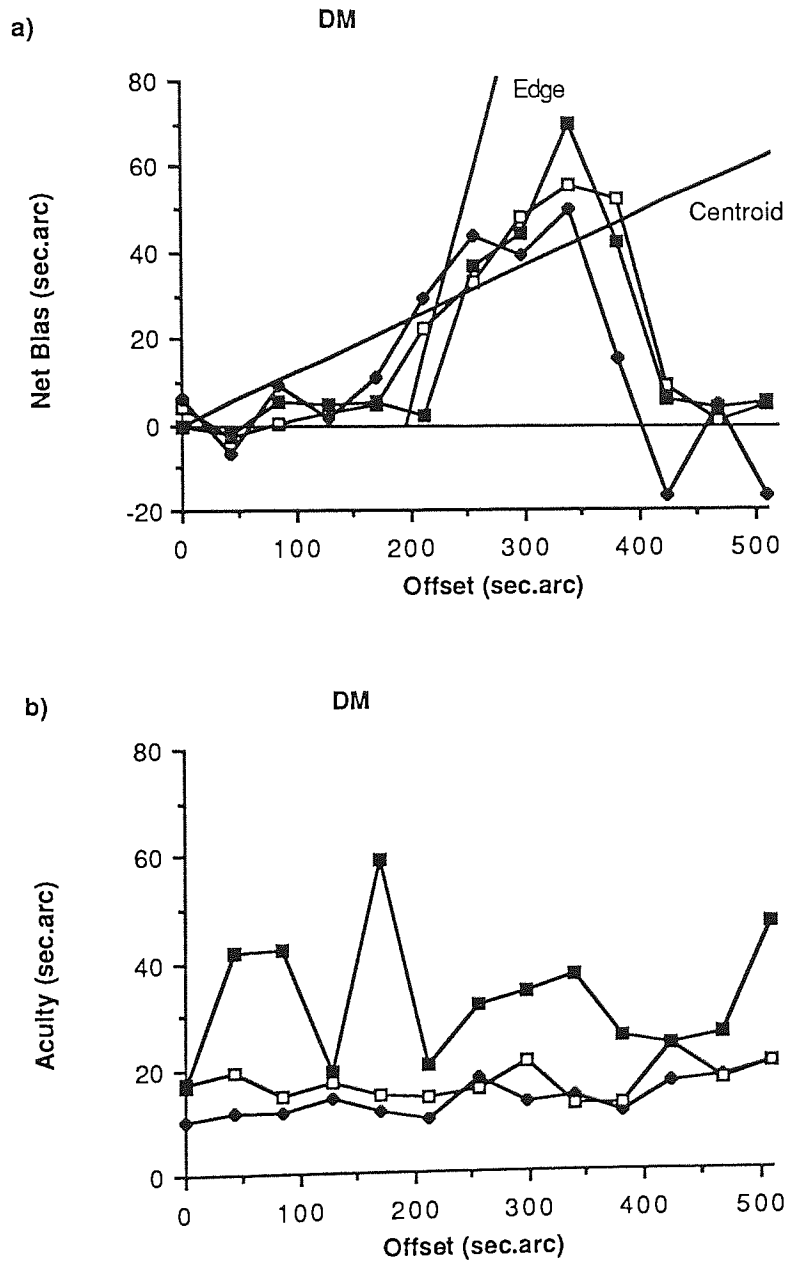 a)
DM
80
60
40
20
0
-20
Net Bias (sec.arc)
Edge
Centroid
0 100 200 300 400 500
Offset (sec.arc)
b)
DM
80
60
40
20
0
Acuity (sec.arc)
0 100 200 300 400 500
Offset (sec.arc)